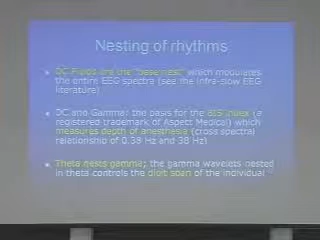 Nesting of rhythms
DC Fields are the "base nest" which modulates
the entire EEG spectra (see the infra-slow EEG
literature)
DC and Gamma: the basis for the BIS index (a
registered trademark of Aspect Medical) which
measures depth of anesthesia (cross spectral
relationship of 0.38 Hz and 38 Hz)
Theta nests gamma; the gamma wavelets nested
in theta controls the digit span of the individual